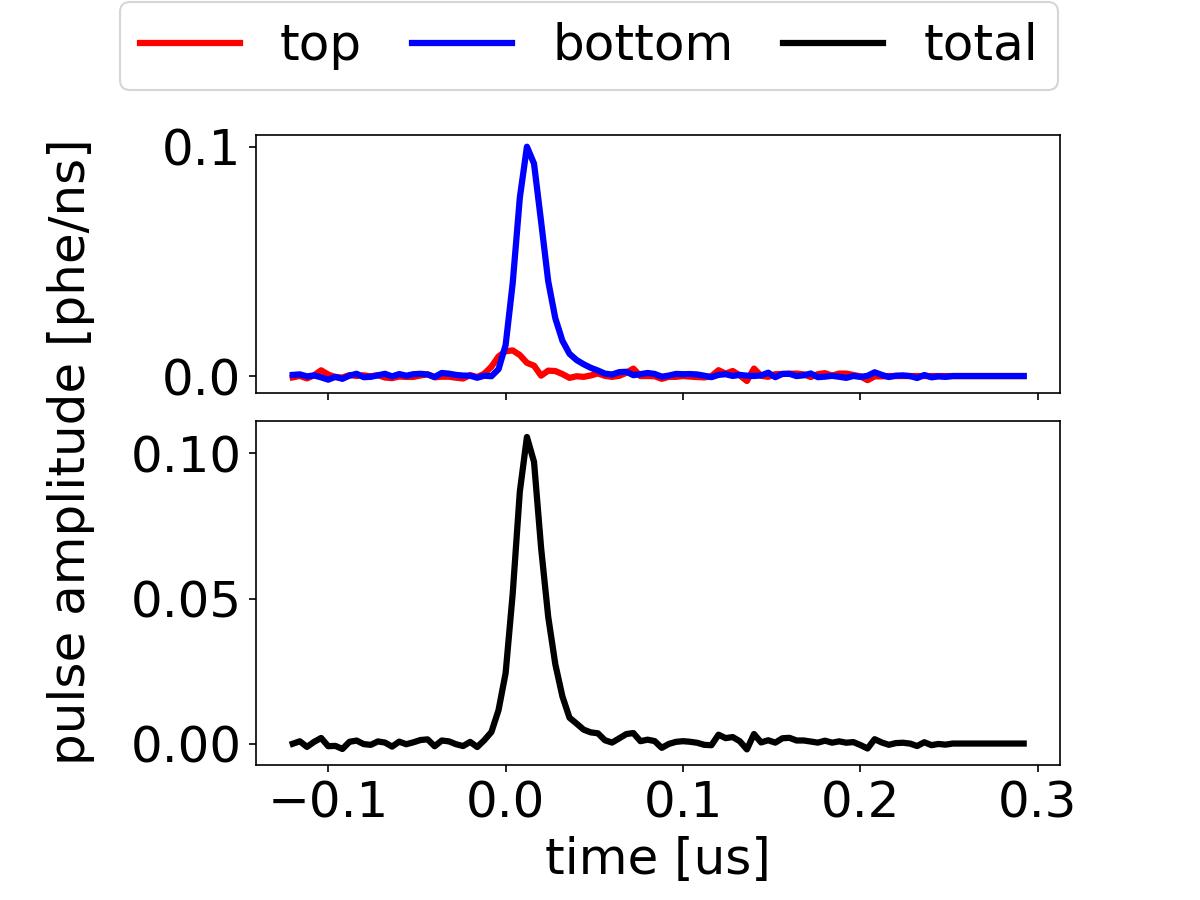 top bottom total
pulse amplitude [phe/ns]
0.1
0.0
0.10
0.05
0.00
−0.1 0.0 0.1 0.2 0.3
time [us]